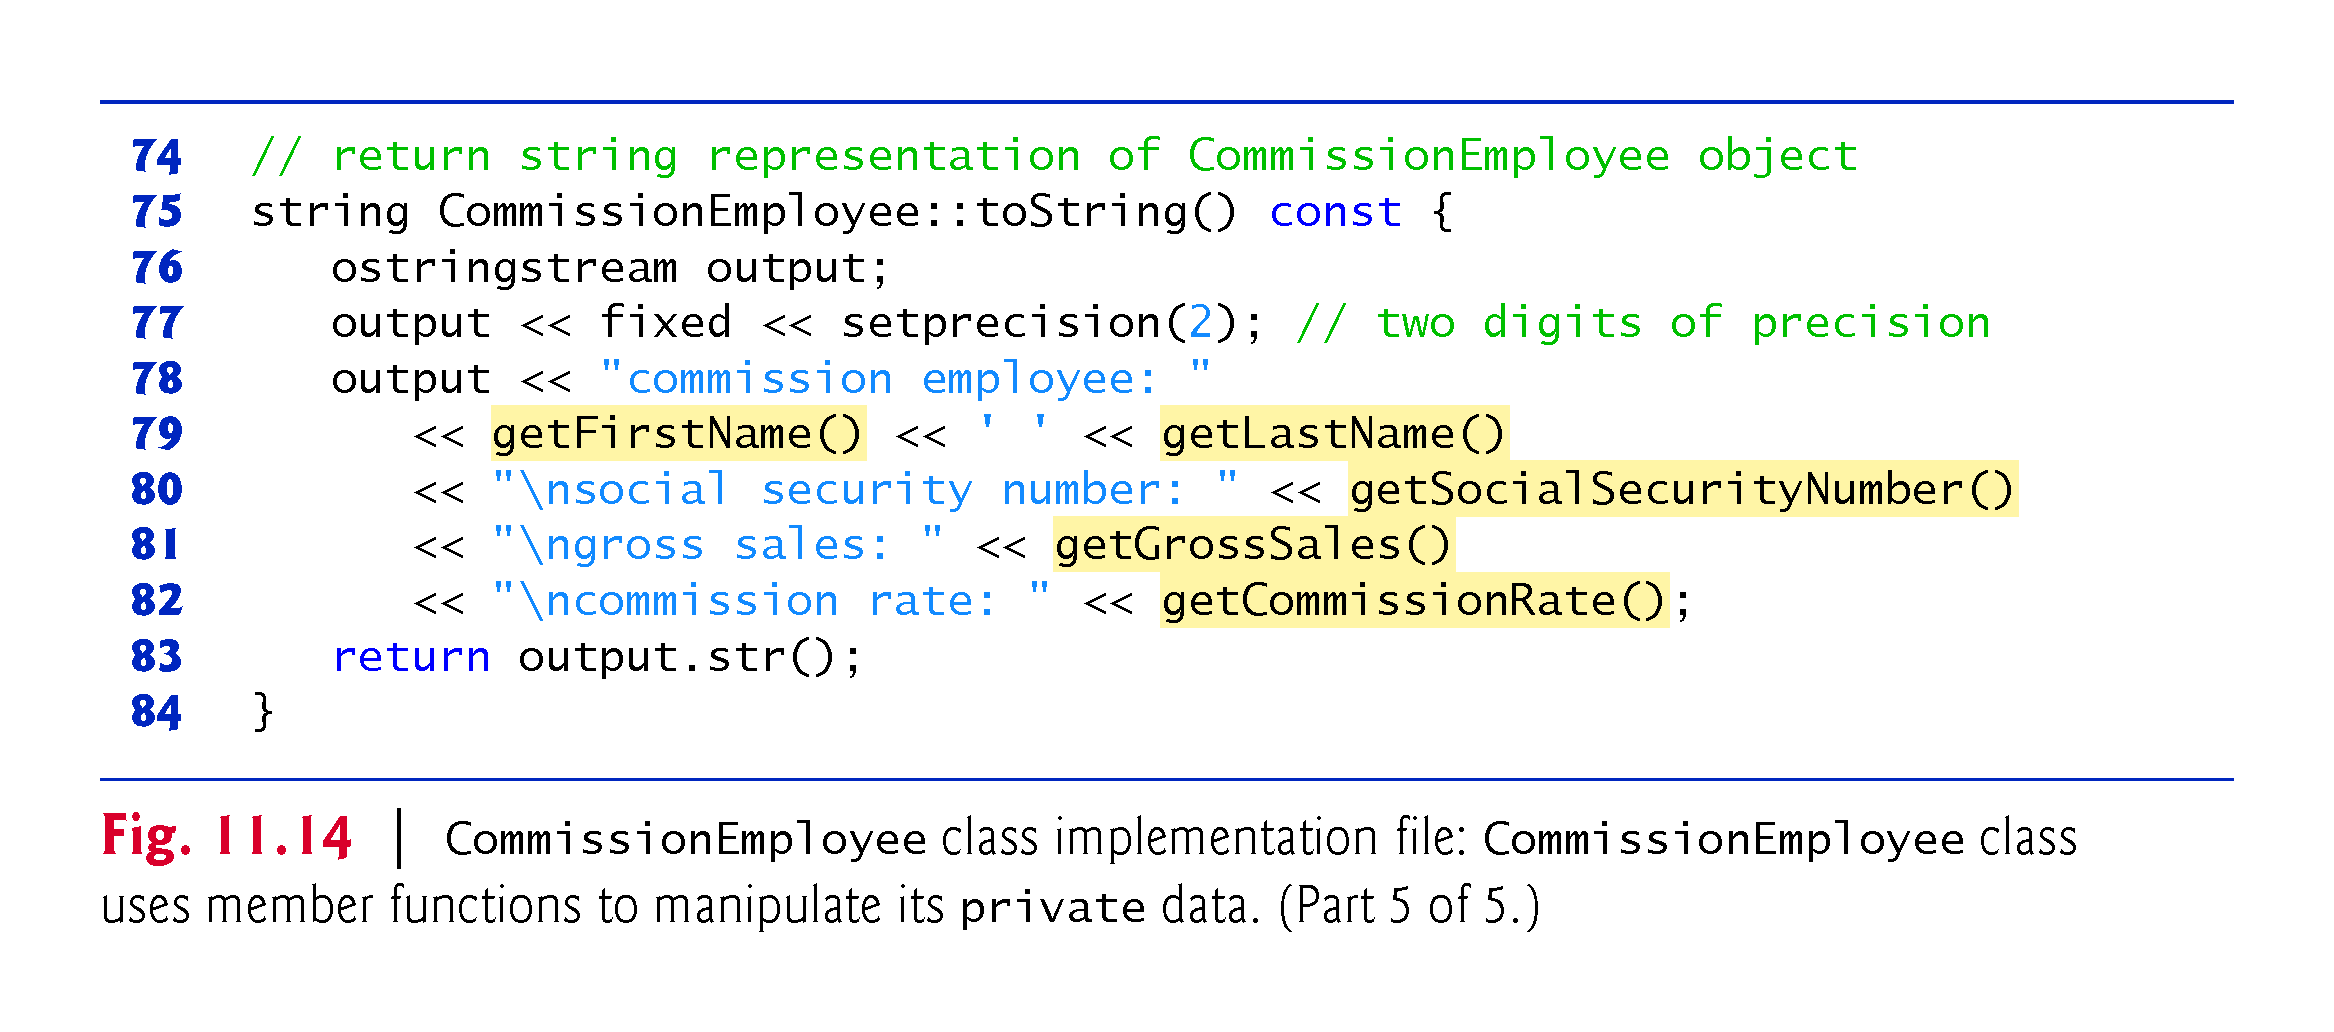 74 // return string representation of CommissionEmployee object
75 string CommissionEmployee::toString() const {
76    ostringstream output;
77    output << fixed << setprecision(2); // two digits of precision
78    output << "commission employee: "
79       << getFirstName() << ' ' << getLastName()
80       << "\nsocial security number: " << getSocialSecurityNumber()
81       << "\ngross sales: " << getGrossSales()
82       << "\ncommission rate: " << getCommissionRate();
83    return output.str();
84 }
Fig. 11.14 | CommissionEmployee class implementation file: CommissionEmployee class
uses member functions to manipulate its private data. (Part 5 of 5.)